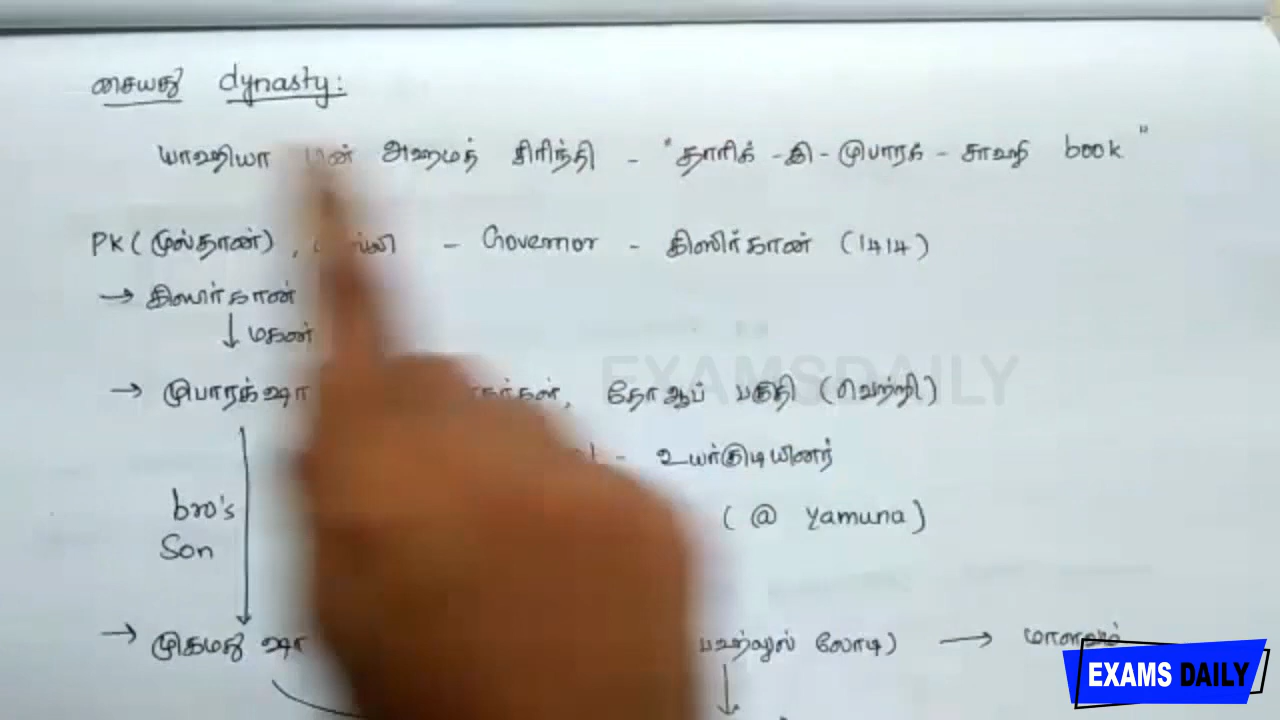 சையது dynasty:
யாஹியா பின் அஹமத் சிரிந்தி - "தாரிக் - இ - முபாரக் - சாஹி book"
PK (முல்தான்), - Governor - கிஸிர்கான் (1414)
→ கிஸிர்கான்
↓ மகன்
→ முபாரக்ஷா தோஆப் பகுதி (வெற்றி)
- உயர்குடியினர்
bro's
(@ Yamuna)
Son
→ முகமது ஷா பஹ்லுல் லோடி) → மாளவம்
EXAMSDAILY
EXAMS DAILY